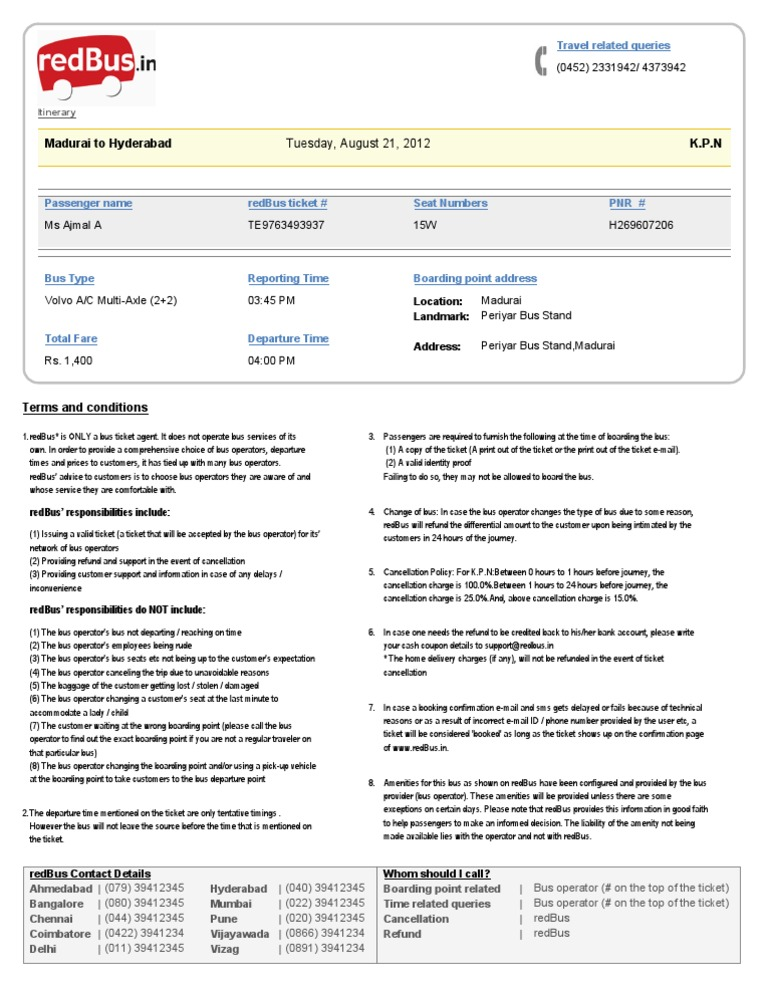 redBus.in
Travel related queries
(0452) 2331942/ 4373942
Itinerary
Madurai to Hyderabad Tuesday, August 21, 2012 K.P.N
Passenger name redBus ticket # Seat Numbers PNR #
Ms Ajmal A TE9763493937 15W H269607206
Bus Type Reporting Time Boarding point address
Volvo A/C Multi-Axle (2+2) 03:45 PM Location: Madurai
Landmark: Periyar Bus Stand
Total Fare Departure Time
Address: Periyar Bus Stand,Madurai
Rs. 1,400 04:00 PM
Terms and conditions
1.redBus* is ONLY a bus ticket agent. It does not operate bus services of its
own. In order to provide a comprehensive choice of bus operators, departure
times and prices to customers, it has tied up with many bus operators.
redBus' advice to customers is to choose bus operators they are aware of and
whose service they are comfortable with.
redBus' responsibilities include:
(1) Issuing a valid ticket (a ticket that will be accepted by the bus operator) for its'
network of bus operators
(2) Providing refund and support in the event of cancellation
(3) Providing customer support and information in case of any delays /
inconvenience
redBus' responsibilities do NOT include:
(1) The bus operator's bus not departing / reaching on time
(2) The bus operator's employees being rude
(3) The bus operator's bus seats etc not being up to the customer's expectation
(4) The bus operator canceling the trip due to unavoidable reasons
(5) The baggage of the customer getting lost / stolen / damaged
(6) The bus operator changing a customer's seat at the last minute to
accommodate a lady / child
(7) The customer waiting at the wrong boarding point (please call the bus
operator to find out the exact boarding point if you are not a regular traveler on
that particular bus)
(8) The bus operator changing the boarding point and/or using a pick-up vehicle
at the boarding point to take customers to the bus departure point
2.The departure time mentioned on the ticket are only tentative timings .
However the bus will not leave the source before the time that is mentioned on
the ticket.
3. Passengers are required to furnish the following at the time of boarding the bus:
(1) A copy of the ticket (A print out of the ticket or the print out of the ticket e-mail).
(2) A valid identity proof
Failing to do so, they may not be allowed to board the bus.
4. Change of bus: In case the bus operator changes the type of bus due to some reason,
redBus will refund the differential amount to the customer upon being intimated by the
customers in 24 hours of the journey.
5. Cancellation Policy: For K.P.N:Between 0 hours to 1 hours before journey, the
cancellation charge is 100.0%.Between 1 hours to 24 hours before journey, the
cancellation charge is 25.0%.And, above cancellation charge is 15.0%.
6. In case one needs the refund to be credited back to his/her bank account, please write
your cash coupon details to support@redbus.in
* The home delivery charges (if any), will not be refunded in the event of ticket
cancellation
7. In case a booking confirmation e-mail and sms gets delayed or fails because of technical
reasons or as a result of incorrect e-mail ID / phone number provided by the user etc, a
ticket will be considered 'booked' as long as the ticket shows up on the confirmation page
of www.redBus.in.
8. Amenities for this bus as shown on redBus have been configured and provided by the bus
provider (bus operator). These amenities will be provided unless there are some
exceptions on certain days. Please note that redBus provides this information in good faith
to help passengers to make an informed decision. The liability of the amenity not being
made available lies with the operator and not with redBus.
redBus Contact Details
Ahmedabad | (079) 39412345 Hyderabad | (040) 39412345
Bangalore | (080) 39412345 Mumbai | (022) 39412345
Chennai | (044) 39412345 Pune | (020) 39412345
Coimbatore | (0422) 3941234 Vijayawada | (0866) 3941234
Delhi | (011) 39412345 Vizag | (0891) 3941234
Whom should I call?
Boarding point related | Bus operator (# on the top of the ticket)
Time related queries | Bus operator (# on the top of the ticket)
Cancellation | redBus
Refund | redBus